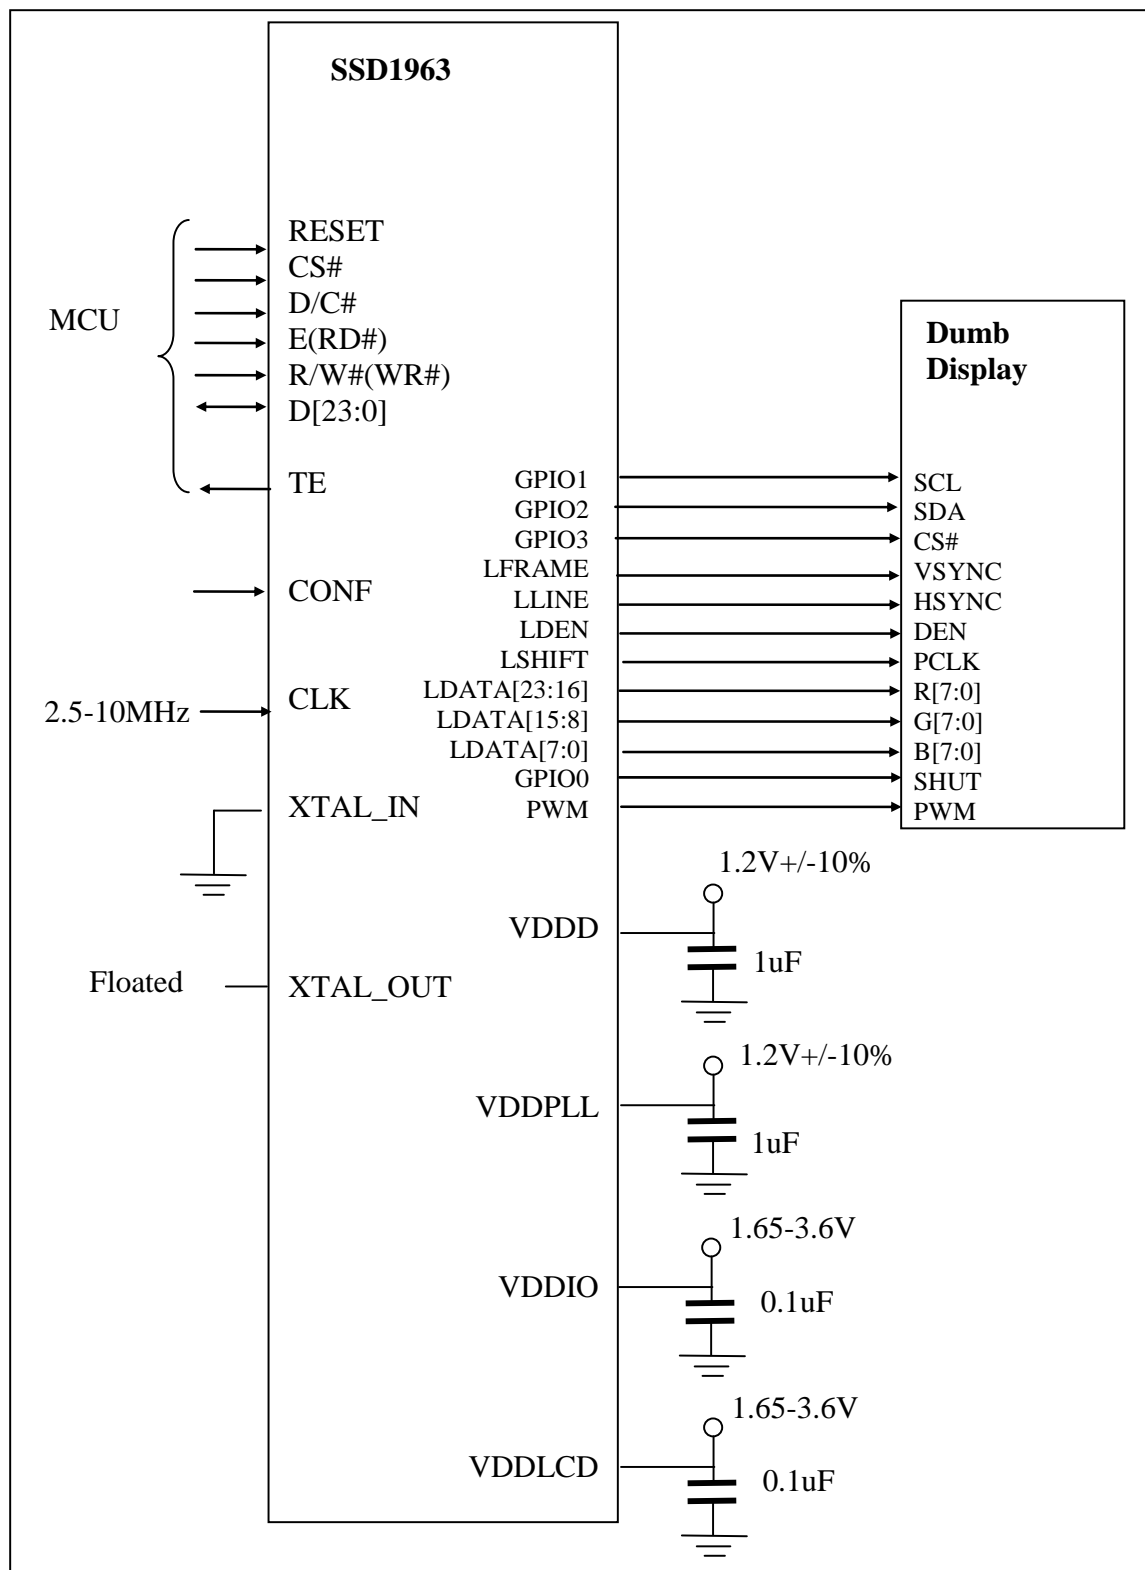 SSD1963
MCU
RESET
CS#
D/C#
E(RD#)
R/W#(WR#)
D[23:0]
TE
CONF
2.5-10MHz
CLK
XTAL_IN
Floated
XTAL_OUT
GPIO1
GPIO2
GPIO3
LFRAME
LLINE
LDEN
LSHIFT
LDATA[23:16]
LDATA[15:8]
LDATA[7:0]
GPIO0
PWM
Dumb
Display
SCL
SDA
CS#
VSYNC
HSYNC
DEN
PCLK
R[7:0]
G[7:0]
B[7:0]
SHUT
PWM
1.2V+/-10%
VDDD
1uF
1.2V+/-10%
VDDPLL
1uF
1.65-3.6V
VDDIO
0.1uF
1.65-3.6V
VDDLCD
0.1uF